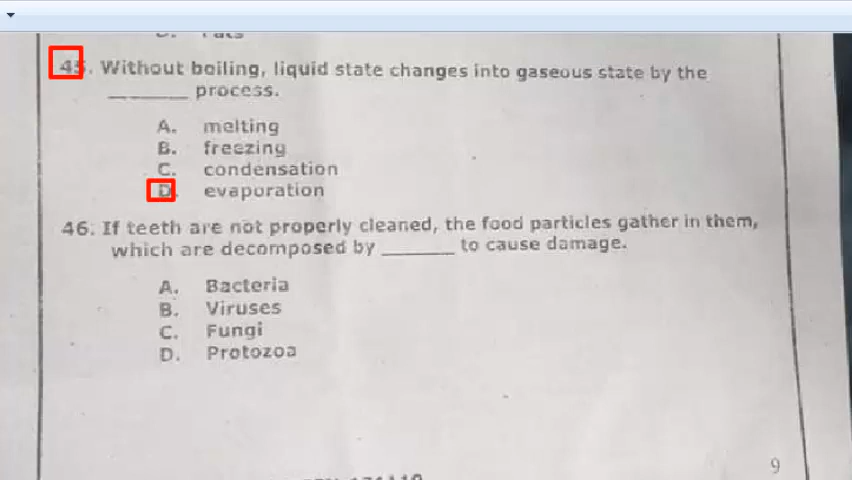 45. Without boiling, liquid state changes into gaseous state by the
________ process.
A. melting
B. freezing
C. condensation
D. evaporation
46. If teeth are not properly cleaned, the food particles gather in them,
which are decomposed by _______ to cause damage.
A. Bacteria
B. Viruses
C. Fungi
D. Protozoa
9